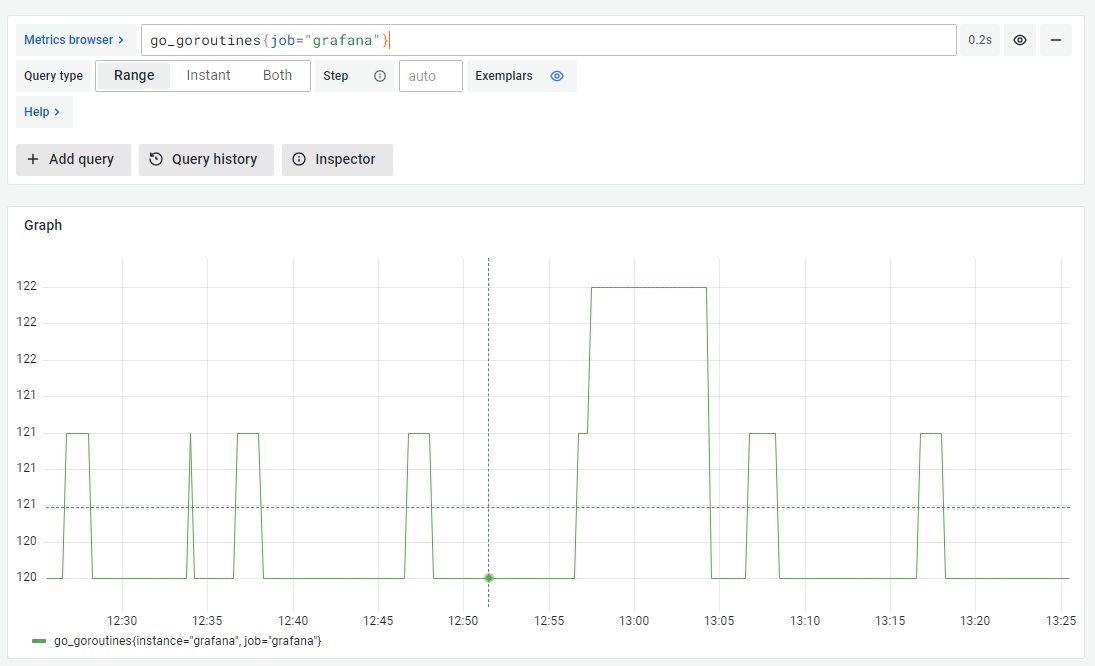 Metrics browser > go_goroutines{job="grafana"} 0.2s
Query type Range Instant Both Step auto Exemplars
Help >
+ Add query Query history Inspector
Graph
122
122
122
121
121
121
121
120
120
12:30 12:35 12:40 12:45 12:50 12:55 13:00 13:05 13:10 13:15 13:20 13:25
go_goroutines{instance="grafana", job="grafana"}